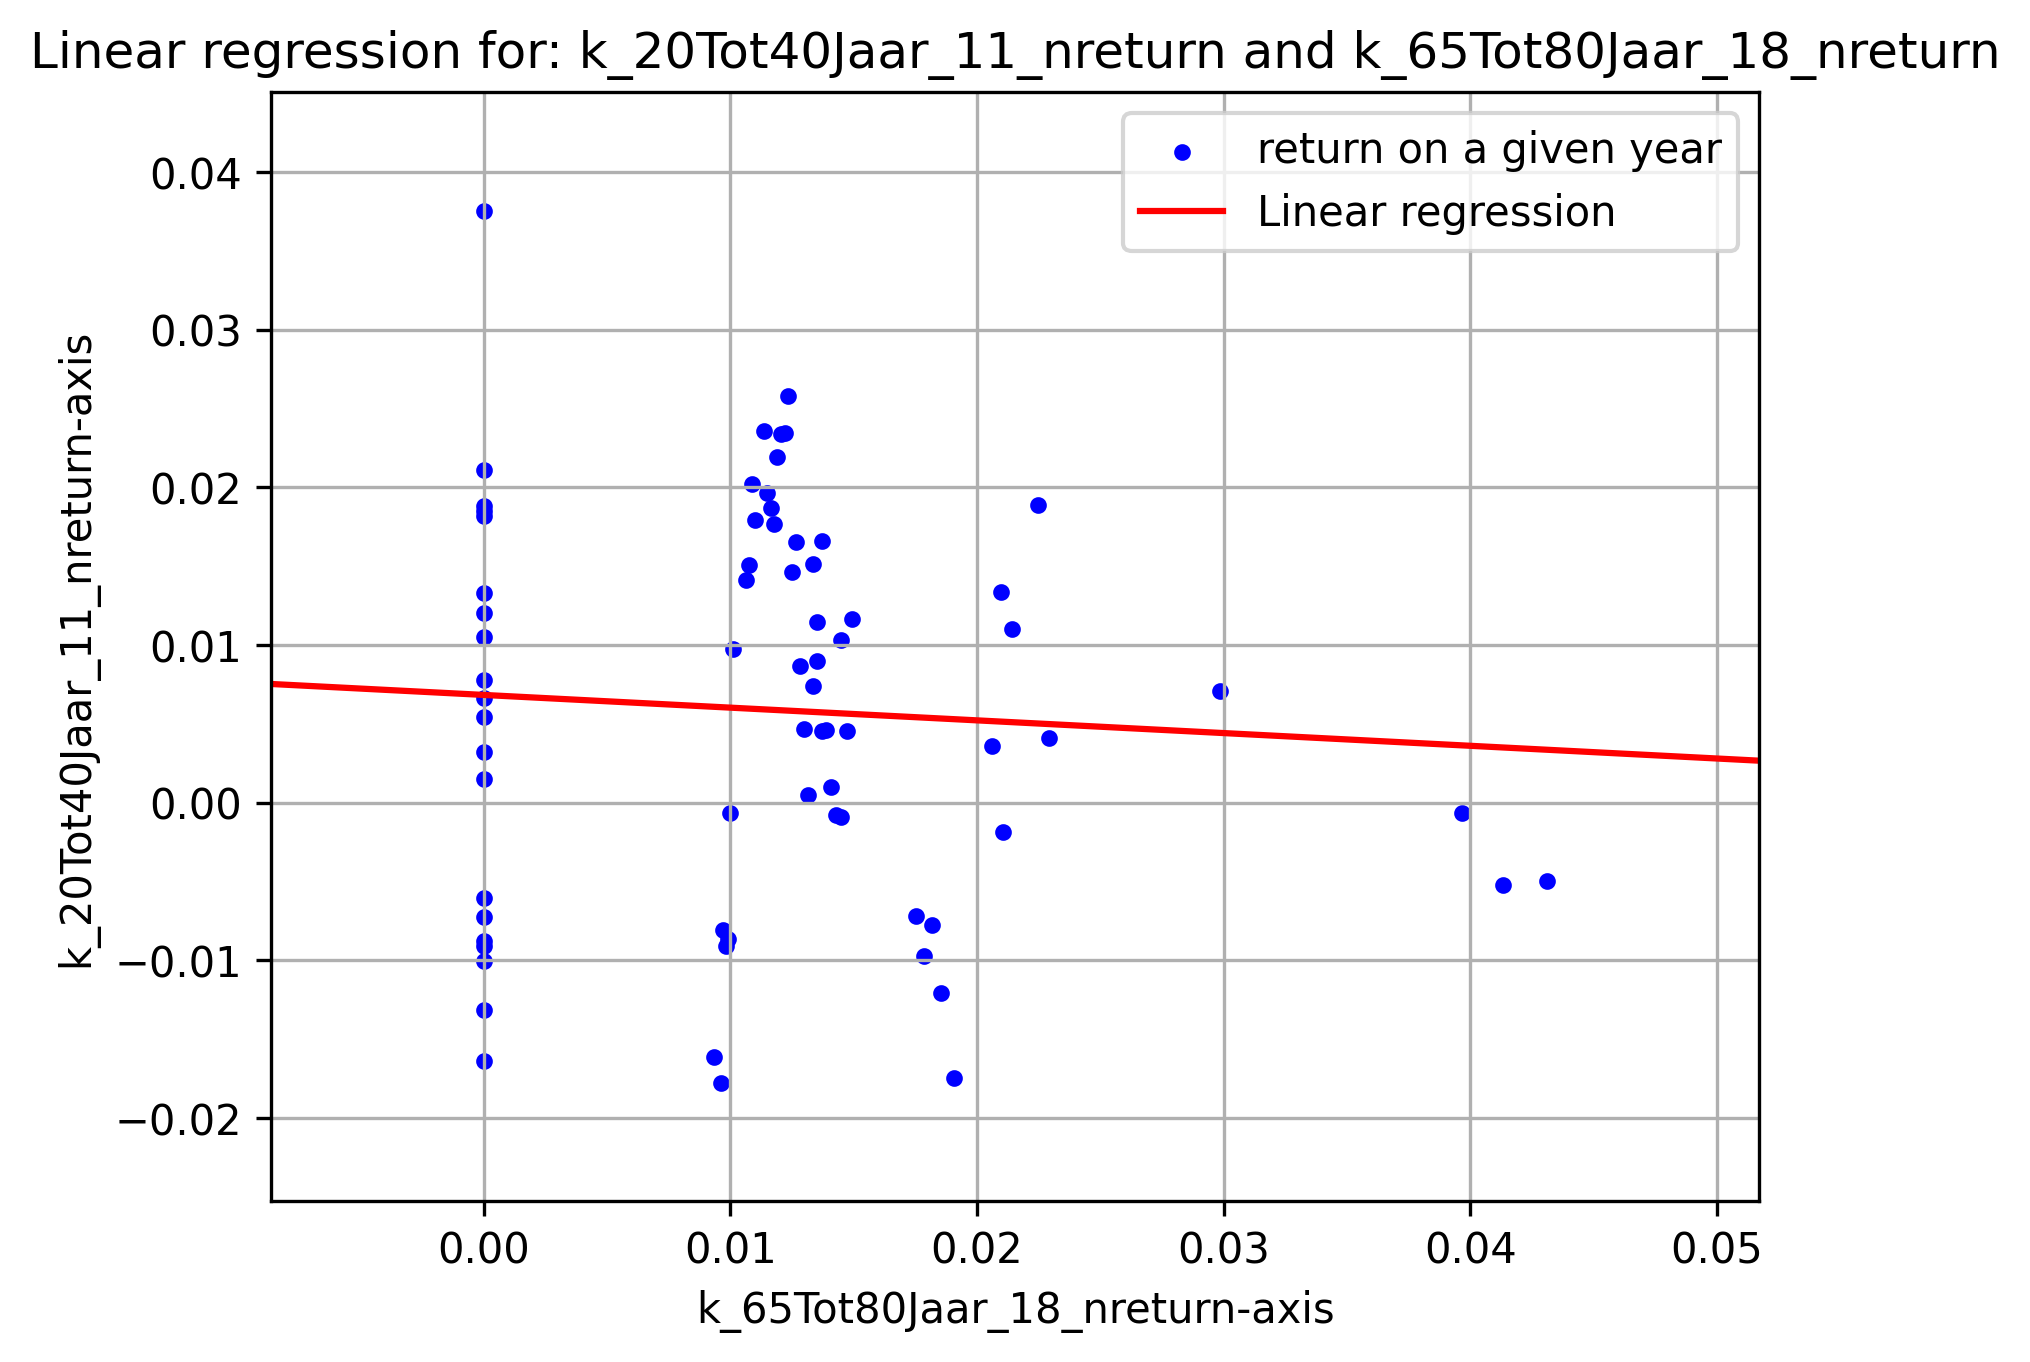 Linear regression for: k_20Tot40Jaar_11_nreturn and k_65Tot80Jaar_18_nreturn
return on a given year
Linear regression
0.04
0.03
0.02
0.01
0.00
−0.01
−0.02
k_20Tot40Jaar_11_nreturn-axis
0.00 0.01 0.02 0.03 0.04 0.05
k_65Tot80Jaar_18_nreturn-axis